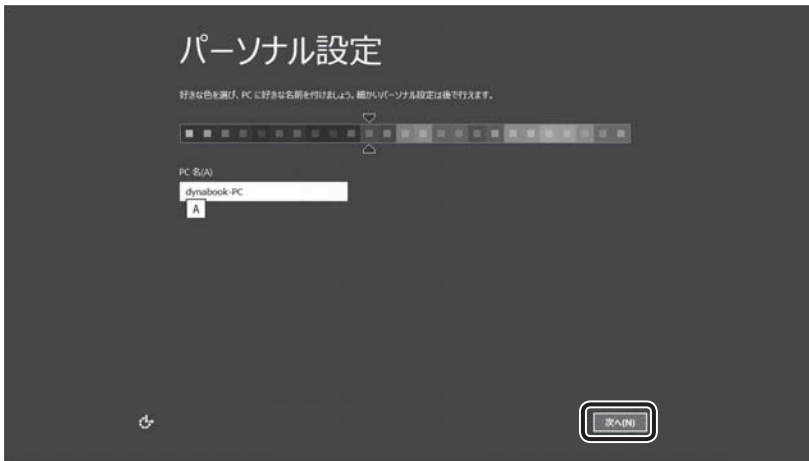 パーソナル設定
好きな色を選び、PC に好きな名前を付けましょう。細かいパーソナル設定は後で行えます。
PC 名(A)
dynabook-PC
A
次へ(N)